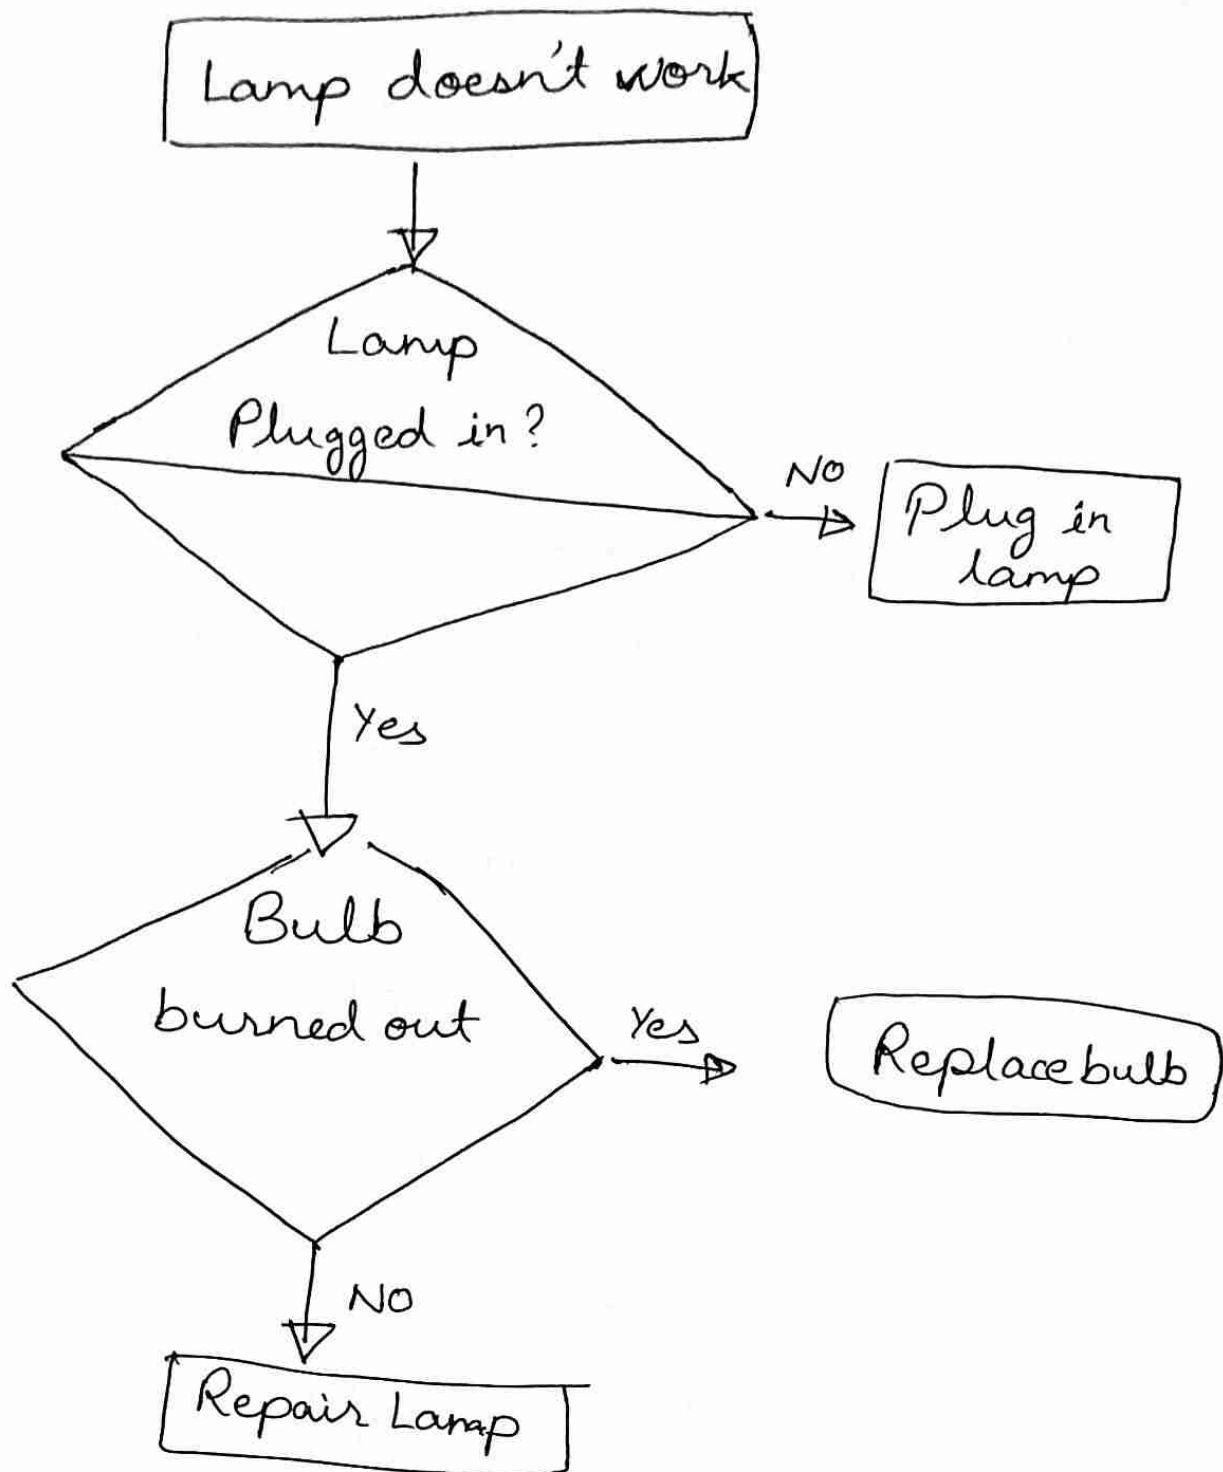 Lamp doesn't work
Lamp
Plugged in?
NO
Plug in
lamp
Yes
Bulb
burned out
Yes
Replace bulb
NO
Repair Lamp